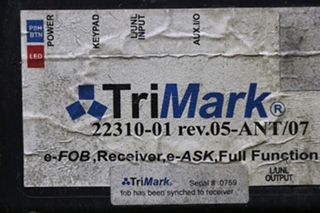 PGM
BTN
LED
POWER
KEYPAD
L/UNL
INPUT
AUX.I/O
TriMark®
22310-01 rev.05-ANT/07
e-FOB,Receiver,e-ASK,Full Function
L/UNL
OUTPUT
TriMark. Serial # 0759
fob has been synched to receiver